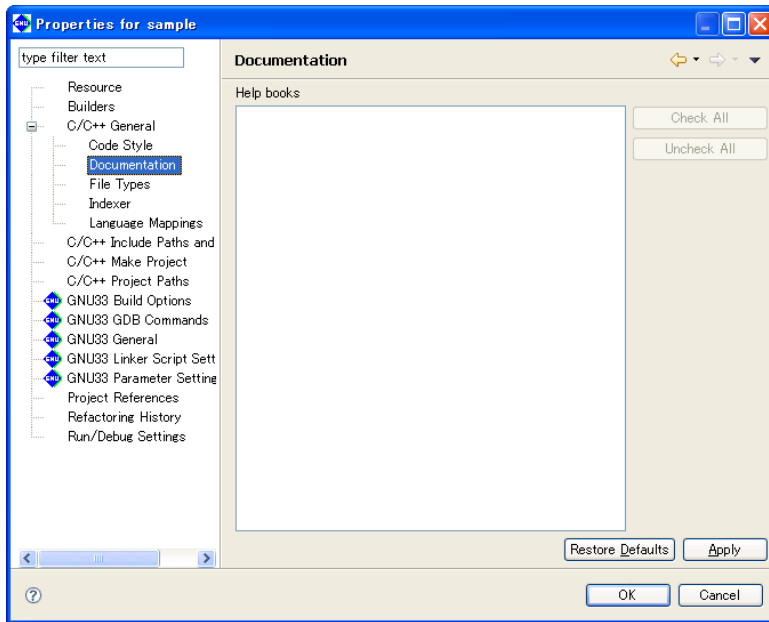 Properties for sample
type filter text
Resource
Builders
C/C++ General
Code Style
Documentation
File Types
Indexer
Language Mappings
C/C++ Include Paths and
C/C++ Make Project
C/C++ Project Paths
GNU33 Build Options
GNU33 GDB Commands
GNU33 General
GNU33 Linker Script Sett
GNU33 Parameter Setting
Project References
Refactoring History
Run/Debug Settings
Documentation
Help books
Check All
Uncheck All
Restore Defaults
Apply
OK
Cancel